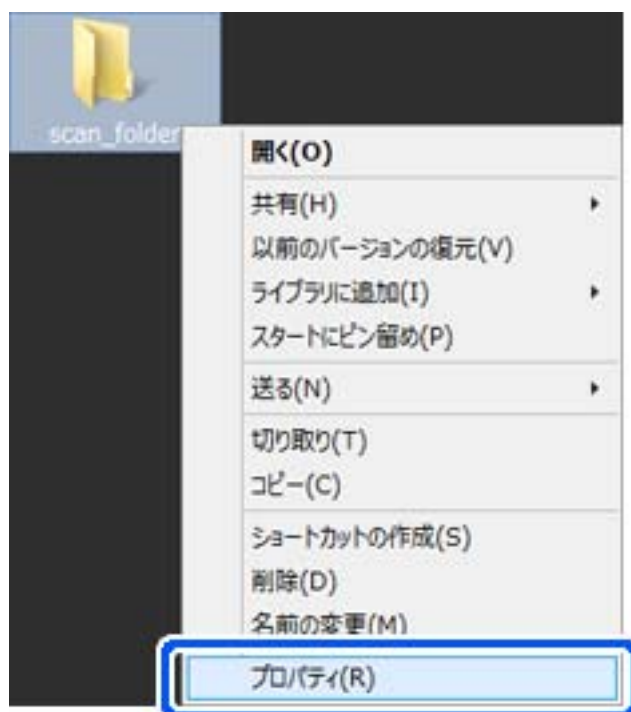 scan_folder
開く(O)
共有(H)
以前のバージョンの復元(V)
ライブラリに追加(I)
スタートにピン留め(P)
送る(N)
切り取り(T)
コピー(C)
ショートカットの作成(S)
削除(D)
名前の変更(M)
プロパティ(R)